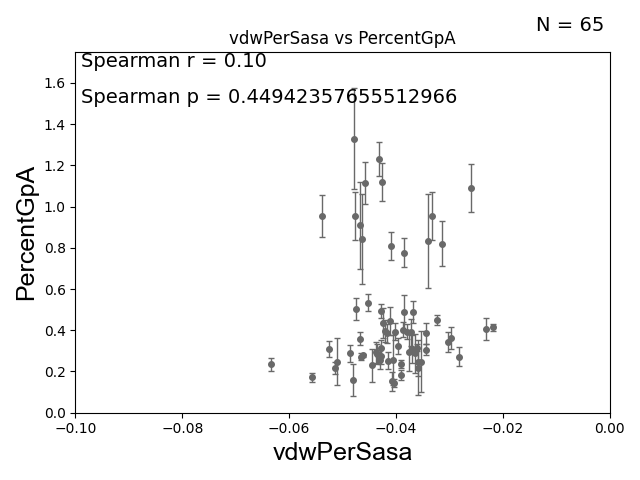 N = 65
vdwPerSasa vs PercentGpA
Spearman r = 0.10
Spearman p = 0.44942357655512966
PercentGpA
1.6
1.4
1.2
1.0
0.8
0.6
0.4
0.2
0.0
−0.10 −0.08 −0.06 −0.04 −0.02 0.00
vdwPerSasa